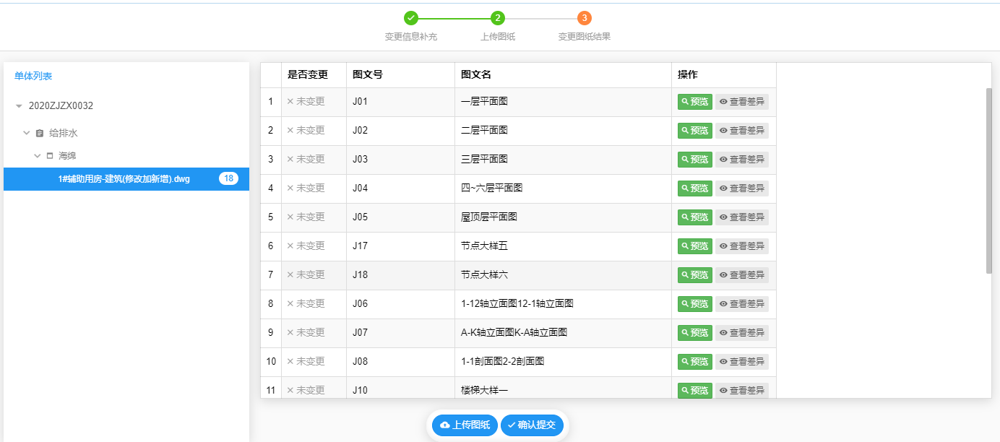 2 3
变更信息补充 上传图纸 变更图纸结果
单体列表
2020ZJZX0032
给排水
海绵
1#辅助用房-建筑(修改加新增).dwg 18
是否变更 图文号 图文名 操作
1 × 未变更 J01 一层平面图 预览 查看差异
2 × 未变更 J02 二层平面图 预览 查看差异
3 × 未变更 J03 三层平面图 预览 查看差异
4 × 未变更 J04 四~六层平面图 预览 查看差异
5 × 未变更 J05 屋顶层平面图 预览 查看差异
6 × 未变更 J17 节点大样五 预览 查看差异
7 × 未变更 J18 节点大样六 预览 查看差异
8 × 未变更 J06 1-12轴立面图12-1轴立面图 预览 查看差异
9 × 未变更 J07 A-K轴立面图K-A轴立面图 预览 查看差异
10 × 未变更 J08 1-1剖面图2-2剖面图 预览 查看差异
11 × 未变更 J10 楼梯大样一 预览 查看差异
上传图纸 确认提交